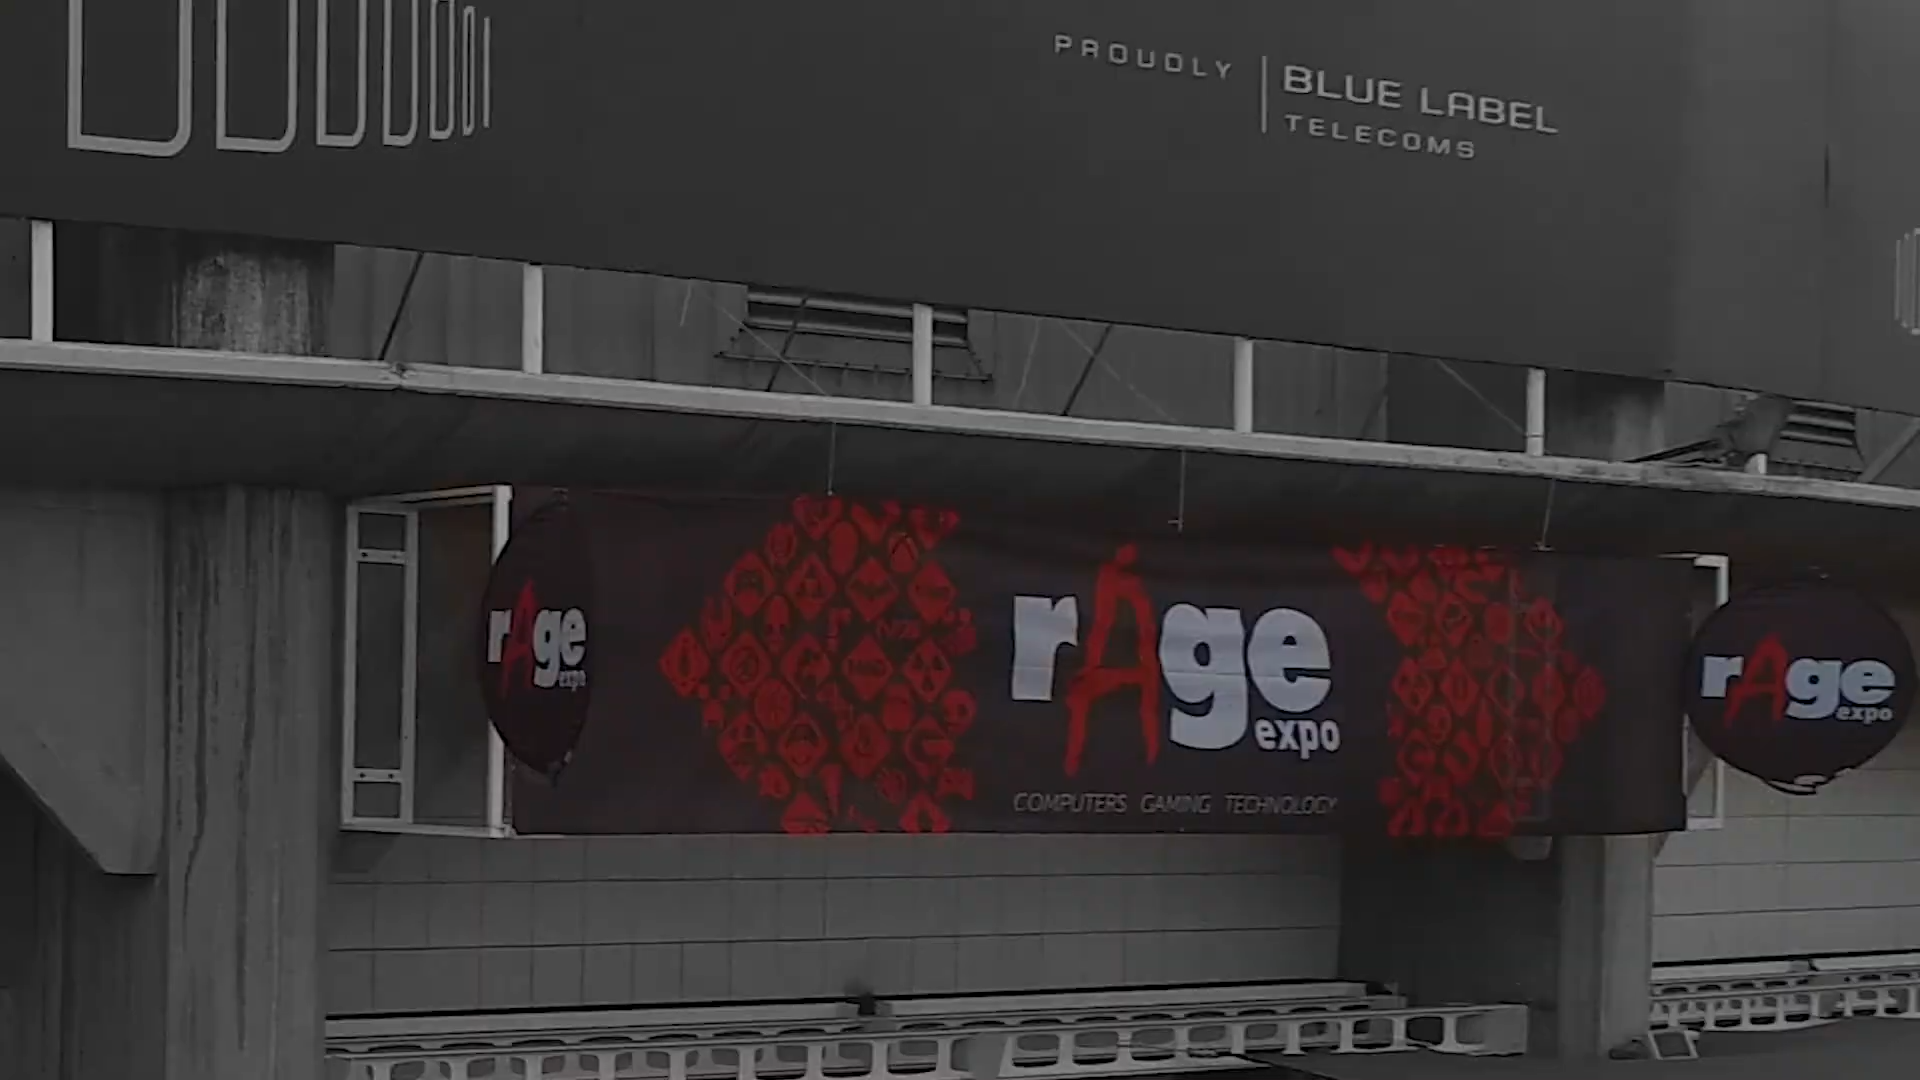 PROUDLY
BLUE LABEL
TELECOMS
rAge
expo
rAge
expo
COMPUTERS GAMING TECHNOLOGY
rAge
expo